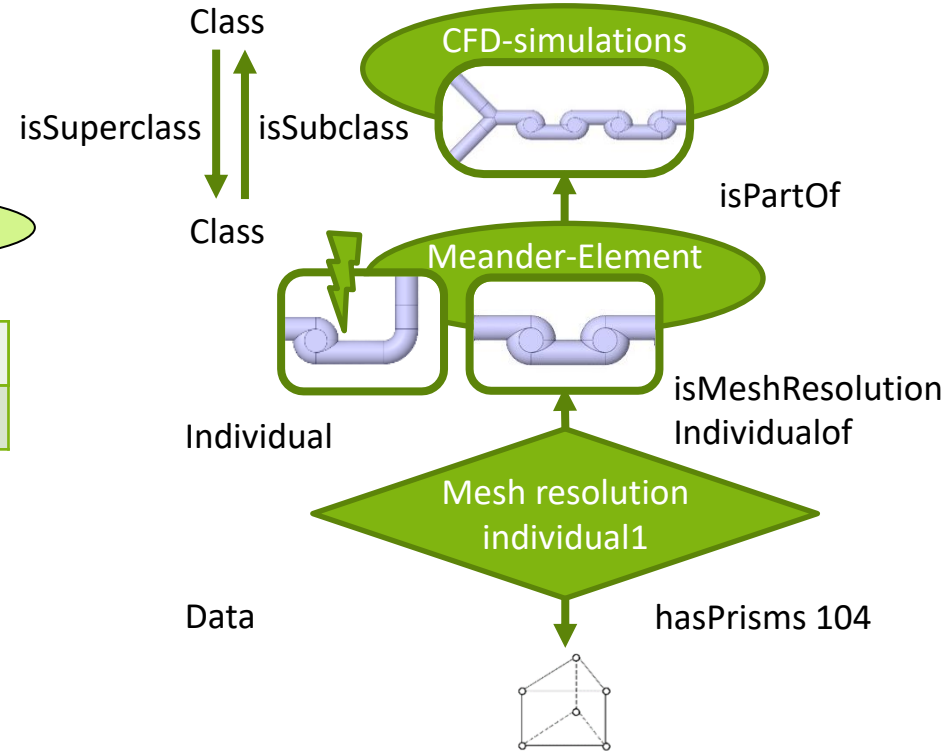 Class
CFD-simulations
isSuperclass
isSubclass
isPartOf
Class
Meander-Element
isMeshResolution
Individualof
Individual
Mesh resolution
individual1
Data
hasPrisms 104